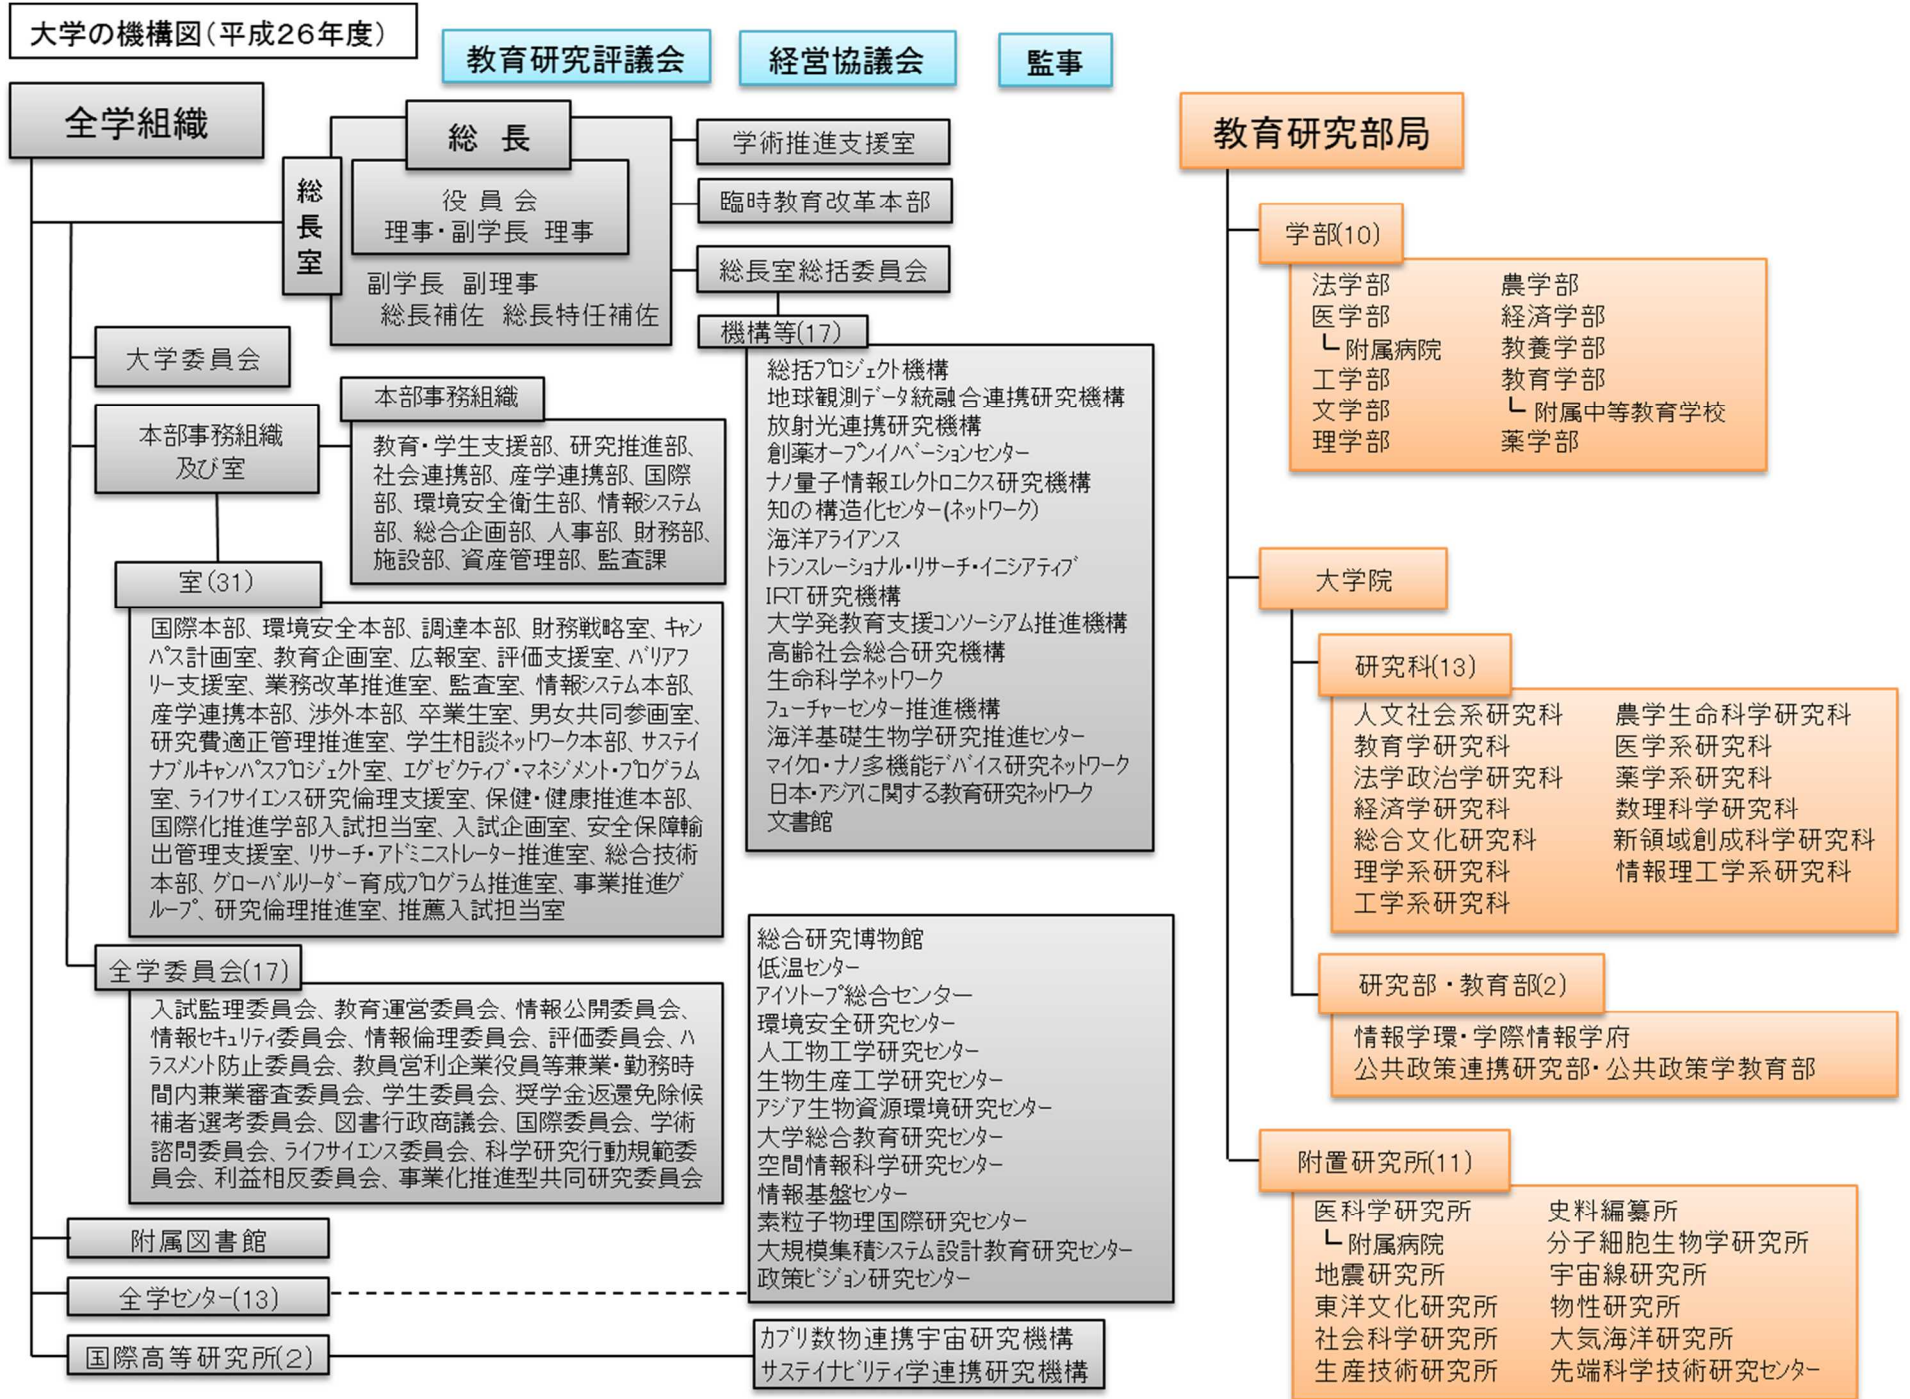 大学の機構図(平成26年度)
教育研究評議会
経営協議会
監事
全学組織
総長室
総 長
役 員 会
理事・副学長 理事
副学長 副理事
総長補佐 総長特任補佐
学術推進支援室
臨時教育改革本部
総長室総括委員会
機構等(17)
総括プロジェクト機構
地球観測データ統融合連携研究機構
放射光連携研究機構
創薬オープンイノベーションセンター
ナノ量子情報エレクトロニクス研究機構
知の構造化センター(ネットワーク)
海洋アライアンス
トランスレーショナル・リサーチ・イニシアティブ
IRT研究機構
大学発教育支援コンソーシアム推進機構
高齢社会総合研究機構
生命科学ネットワーク
フューチャーセンター推進機構
海洋基礎生物学研究推進センター
マイクロ・ナノ多機能デバイス研究ネットワーク
日本・アジアに関する教育研究ネットワーク
文書館
大学委員会
本部事務組織
及び室
本部事務組織
教育・学生支援部、研究推進部、
社会連携部、産学連携部、国際
部、環境安全衛生部、情報システム
部、総合企画部、人事部、財務部、
施設部、資産管理部、監査課
室(31)
国際本部、環境安全本部、調達本部、財務戦略室、キャン
パス計画室、教育企画室、広報室、評価支援室、バリアフ
リー支援室、業務改革推進室、監査室、情報システム本部、
産学連携本部、渉外本部、卒業生室、男女共同参画室、
研究費適正管理推進室、学生相談ネットワーク本部、サステイ
ナブルキャンパスプロジェクト室、エグゼクティブ・マネジメント・プログラム
室、ライフサイエンス研究倫理支援室、保健・健康推進本部、
国際化推進学部入試担当室、入試企画室、安全保障輸
出管理支援室、リサーチ・アドミニストレーター推進室、総合技術
本部、グローバルリーダー育成プログラム推進室、事業推進グ
ループ、研究倫理推進室、推薦入試担当室
全学委員会(17)
入試監理委員会、教育運営委員会、情報公開委員会、
情報セキュリティ委員会、情報倫理委員会、評価委員会、ハ
ラスメント防止委員会、教員営利企業役員等兼業・勤務時
間内兼業審査委員会、学生委員会、奨学金返還免除候
補者選考委員会、図書行政商議会、国際委員会、学術
諮問委員会、ライフサイエンス委員会、科学研究行動規範委
員会、利益相反委員会、事業化推進型共同研究委員会
附属図書館
全学センター(13)
総合研究博物館
低温センター
アイソトープ総合センター
環境安全研究センター
人工物工学研究センター
生物生産工学研究センター
アジア生物資源環境研究センター
大学総合教育研究センター
空間情報科学研究センター
情報基盤センター
素粒子物理国際研究センター
大規模集積システム設計教育研究センター
政策ビジョン研究センター
国際高等研究所(2)
カブリ数物連携宇宙研究機構
サステイナビリティ学連携研究機構
教育研究部局
学部(10)
法学部
医学部
附属病院
工学部
文学部
理学部
農学部
経済学部
教養学部
教育学部
附属中等教育学校
薬学部
大学院
研究科(13)
人文社会系研究科
教育学研究科
法学政治学研究科
経済学研究科
総合文化研究科
理学系研究科
工学系研究科
農学生命科学研究科
医学系研究科
薬学系研究科
数理科学研究科
新領域創成科学研究科
情報理工学系研究科
研究部・教育部(2)
情報学環・学際情報学府
公共政策連携研究部・公共政策学教育部
附置研究所(11)
医科学研究所
附属病院
地震研究所
東洋文化研究所
社会科学研究所
生産技術研究所
史料編纂所
分子細胞生物学研究所
宇宙線研究所
物性研究所
大気海洋研究所
先端科学技術研究センター